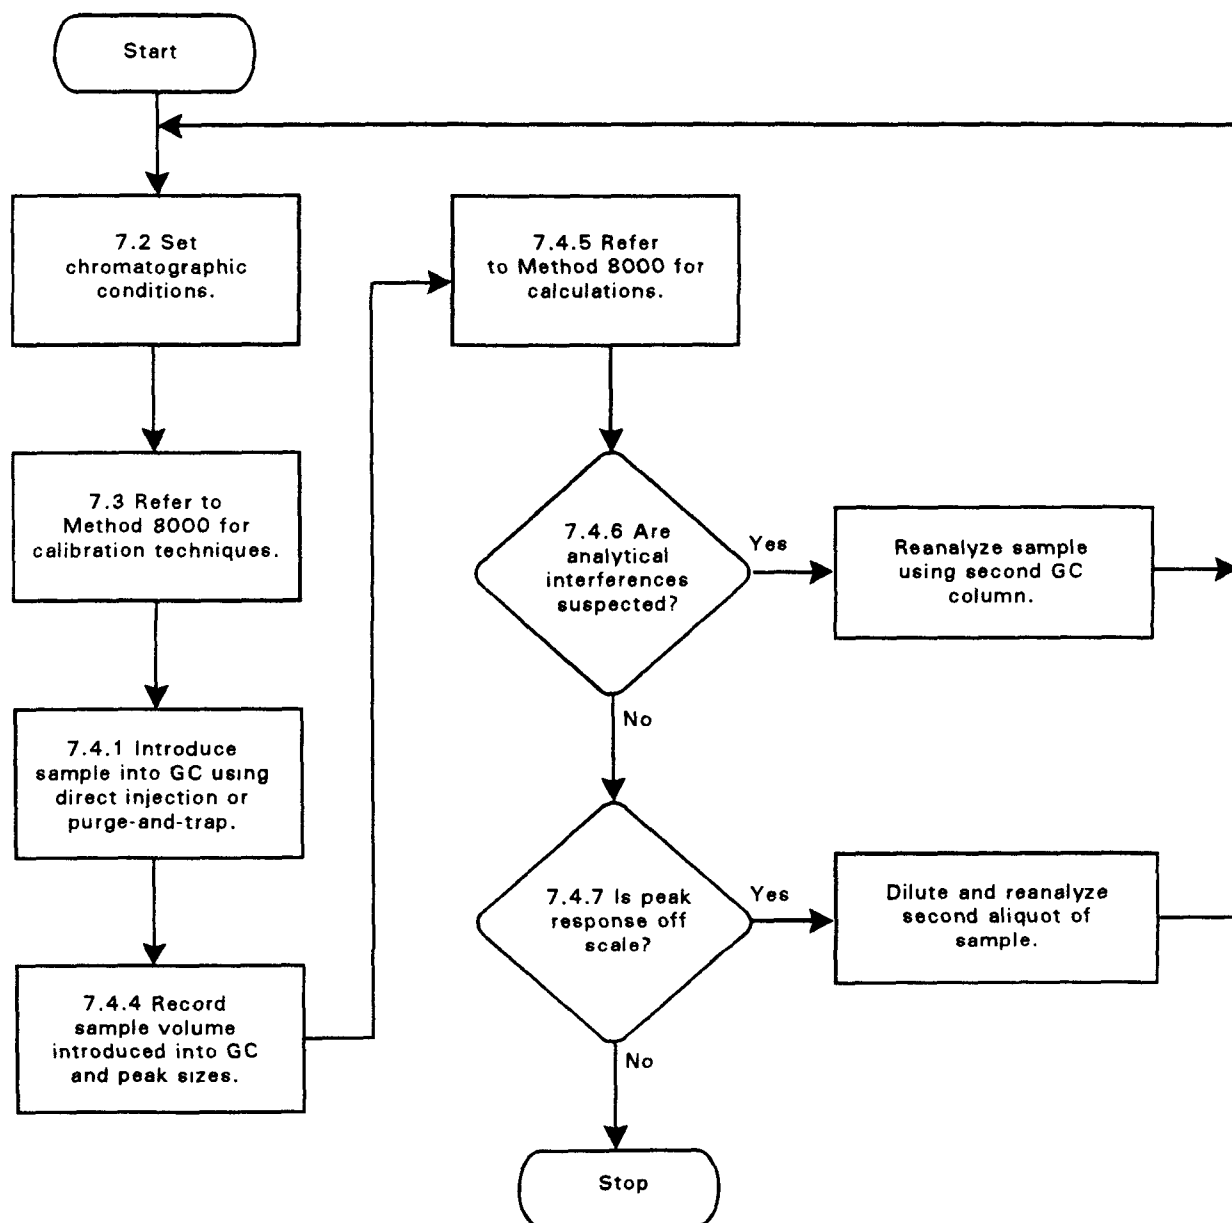 Start
7.2 Set
chromatographic
conditions.
7.3 Refer to
Method 8000 for
calibration techniques.
7.4.1 Introduce
sample into GC using
direct injection or
purge-and-trap.
7.4.4 Record
sample volume
introduced into GC
and peak sizes.
7.4.5 Refer
to Method 8000 for
calculations.
7.4.6 Are
analytical
interferences
suspected?
Yes
Reanalyze sample
using second GC
column.
No
7.4.7 Is peak
response off
scale?
Yes
Dilute and reanalyze
second aliquot of
sample.
No
Stop